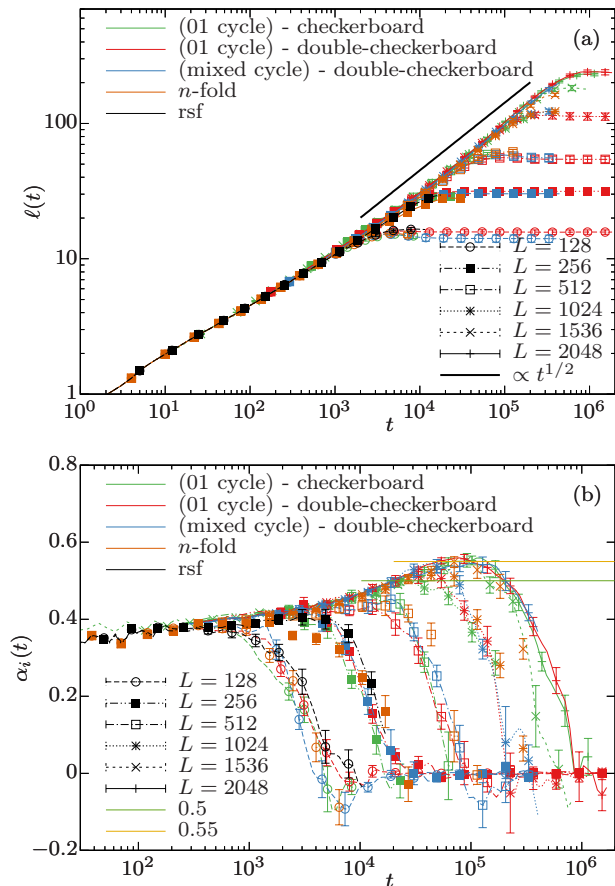 (01 cycle) - checkerboard (a)
(01 cycle) - double-checkerboard
(mixed cycle) - double-checkerboard
n-fold
rsf
100
10
1
ℓ(t)
L = 128
L = 256
L = 512
L = 1024
L = 1536
L = 2048
∝ t^{1/2}
10^0 10^1 10^2 10^3 10^4 10^5 10^6
t
0.8
0.6
0.4
0.2
0
−0.2
α_i(t)
(01 cycle) - checkerboard (b)
(01 cycle) - double-checkerboard
(mixed cycle) - double-checkerboard
n-fold
rsf
L = 128
L = 256
L = 512
L = 1024
L = 1536
L = 2048
0.5
0.55
10^2 10^3 10^4 10^5 10^6
t